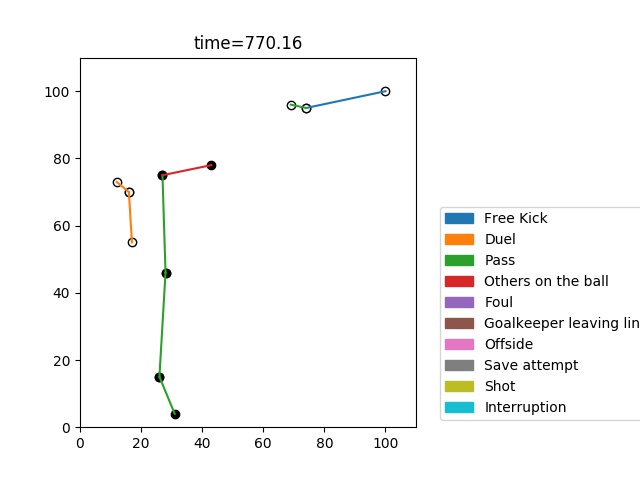 time=770.16
100
80
60
40
20
0
0 20 40 60 80 100
Free Kick
Duel
Pass
Others on the ball
Foul
Goalkeeper leaving lin
Offside
Save attempt
Shot
Interruption